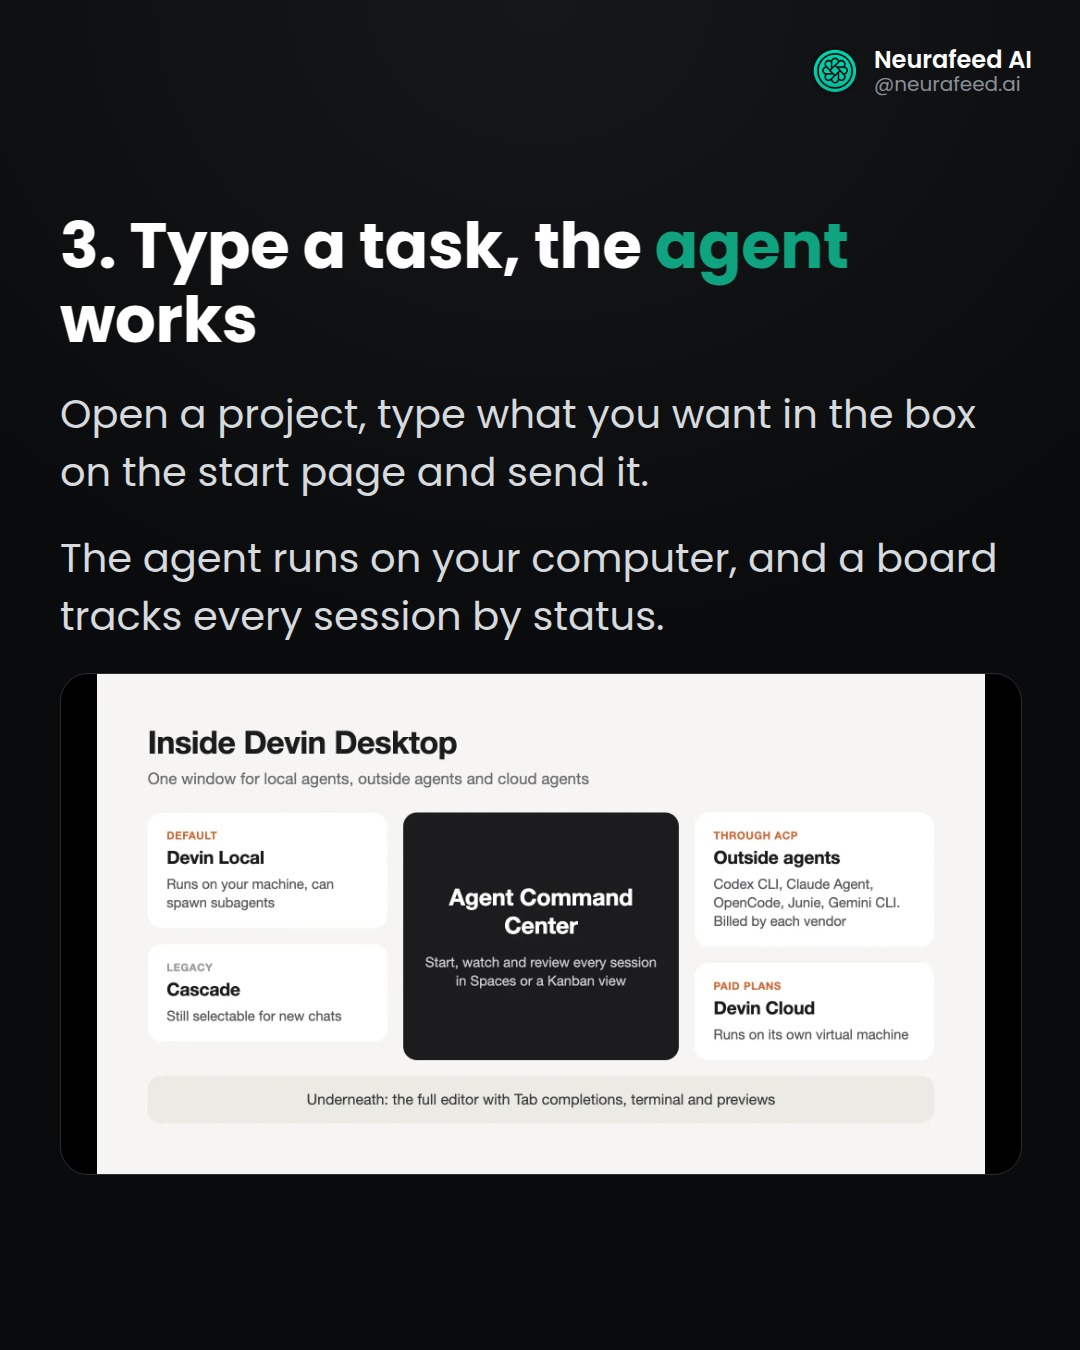 Neurafeed AI
@neurafeed.ai
3. Type a task, the agent
works
Open a project, type what you want in the box
on the start page and send it.
The agent runs on your computer, and a board
tracks every session by status.
Inside Devin Desktop
One window for local agents, outside agents and cloud agents
DEFAULT
Devin Local
Runs on your machine, can
spawn subagents
LEGACY
Cascade
Still selectable for new chats
Agent Command
Center
Start, watch and review every session
in Spaces or a Kanban view
THROUGH ACP
Outside agents
Codex CLI, Claude Agent,
OpenCode, Junie, Gemini CLI.
Billed by each vendor
PAID PLANS
Devin Cloud
Runs on its own virtual machine
Underneath: the full editor with Tab completions, terminal and previews